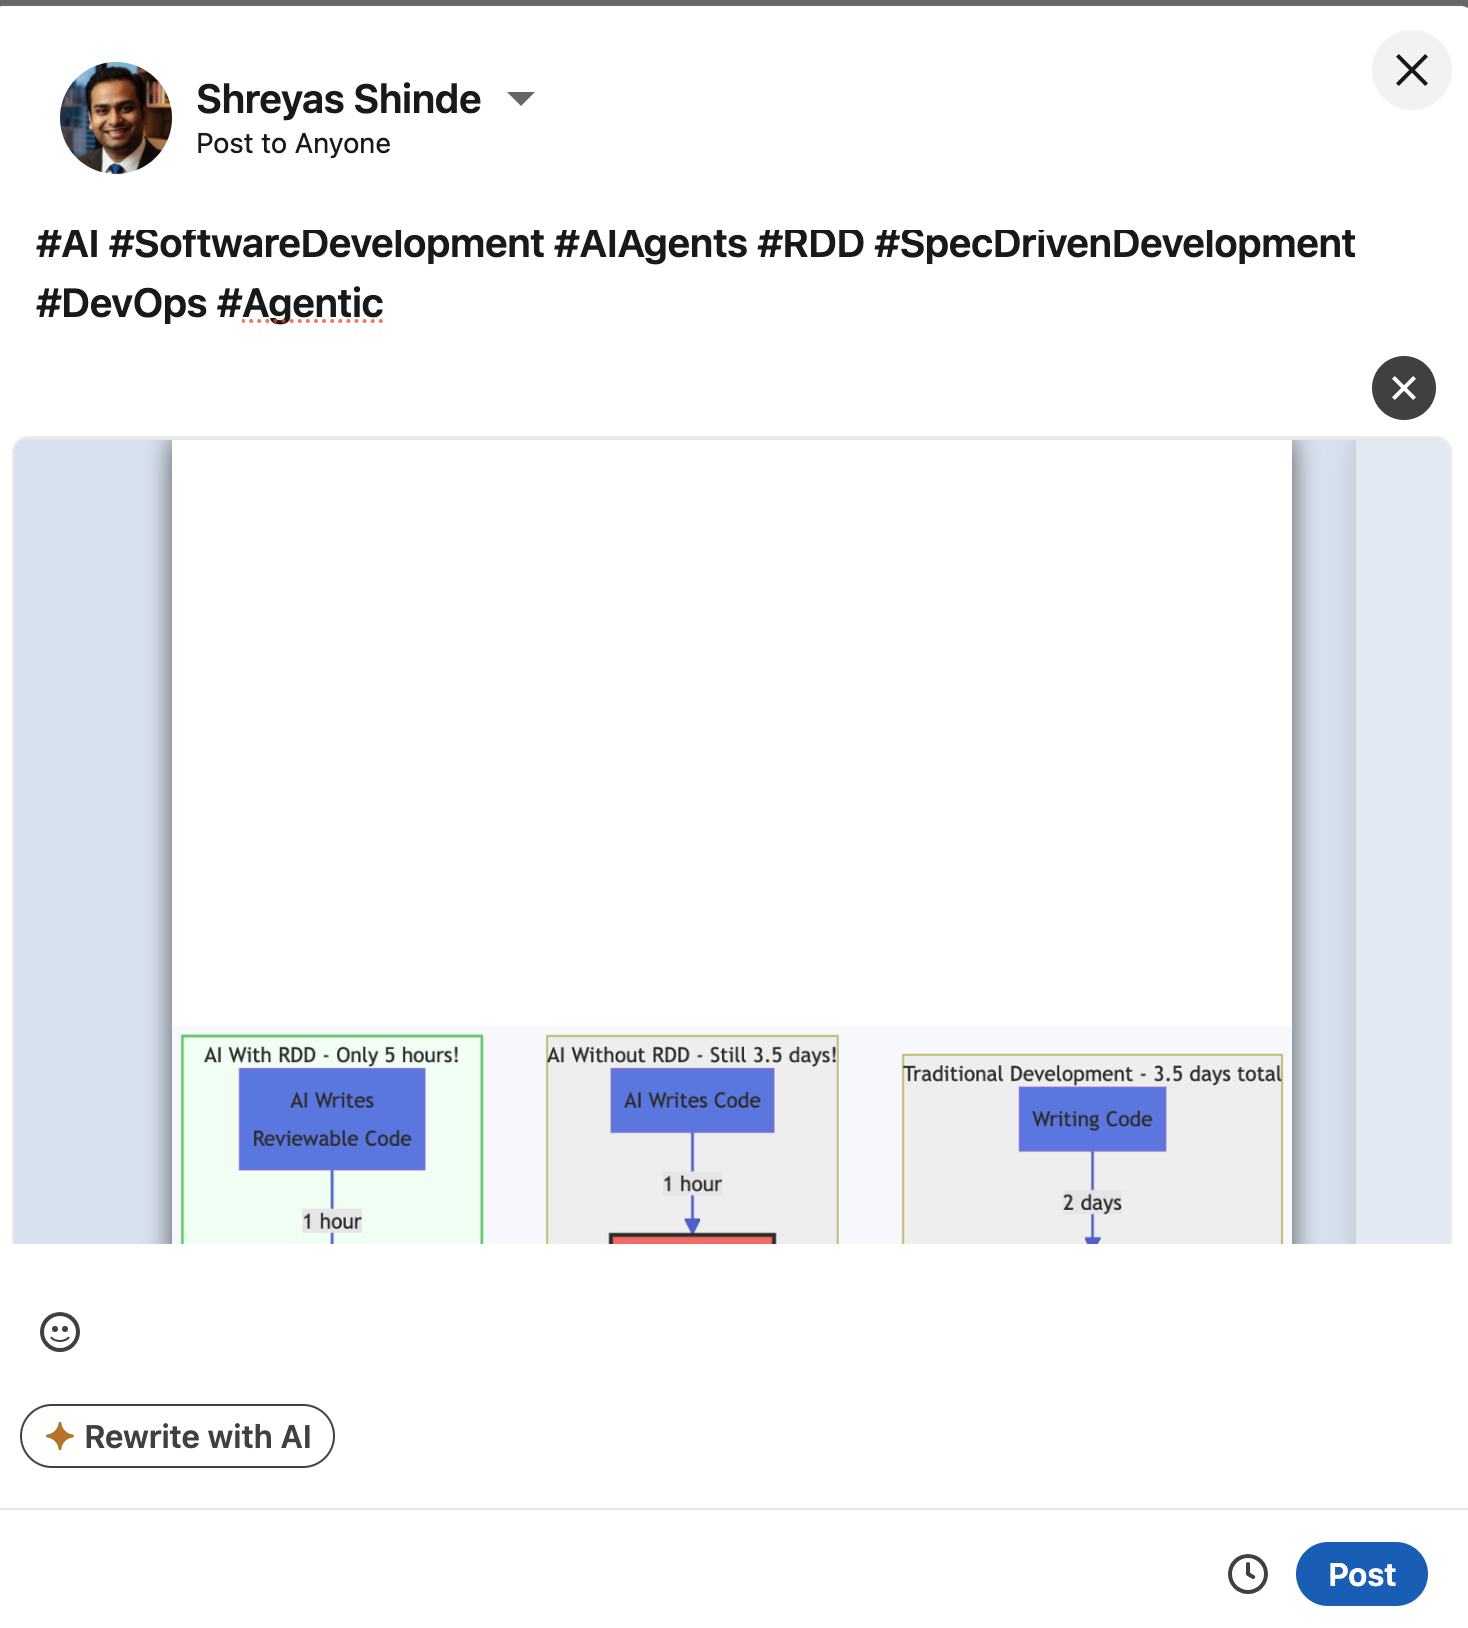 Shreyas Shinde
Post to Anyone
#AI #SoftwareDevelopment #AIAgents #RDD #SpecDrivenDevelopment
#DevOps #Agentic
AI With RDD - Only 5 hours!
AI Writes
Reviewable Code
1 hour
AI Without RDD - Still 3.5 days!
AI Writes Code
1 hour
Traditional Development - 3.5 days total
Writing Code
2 days
Rewrite with AI
Post